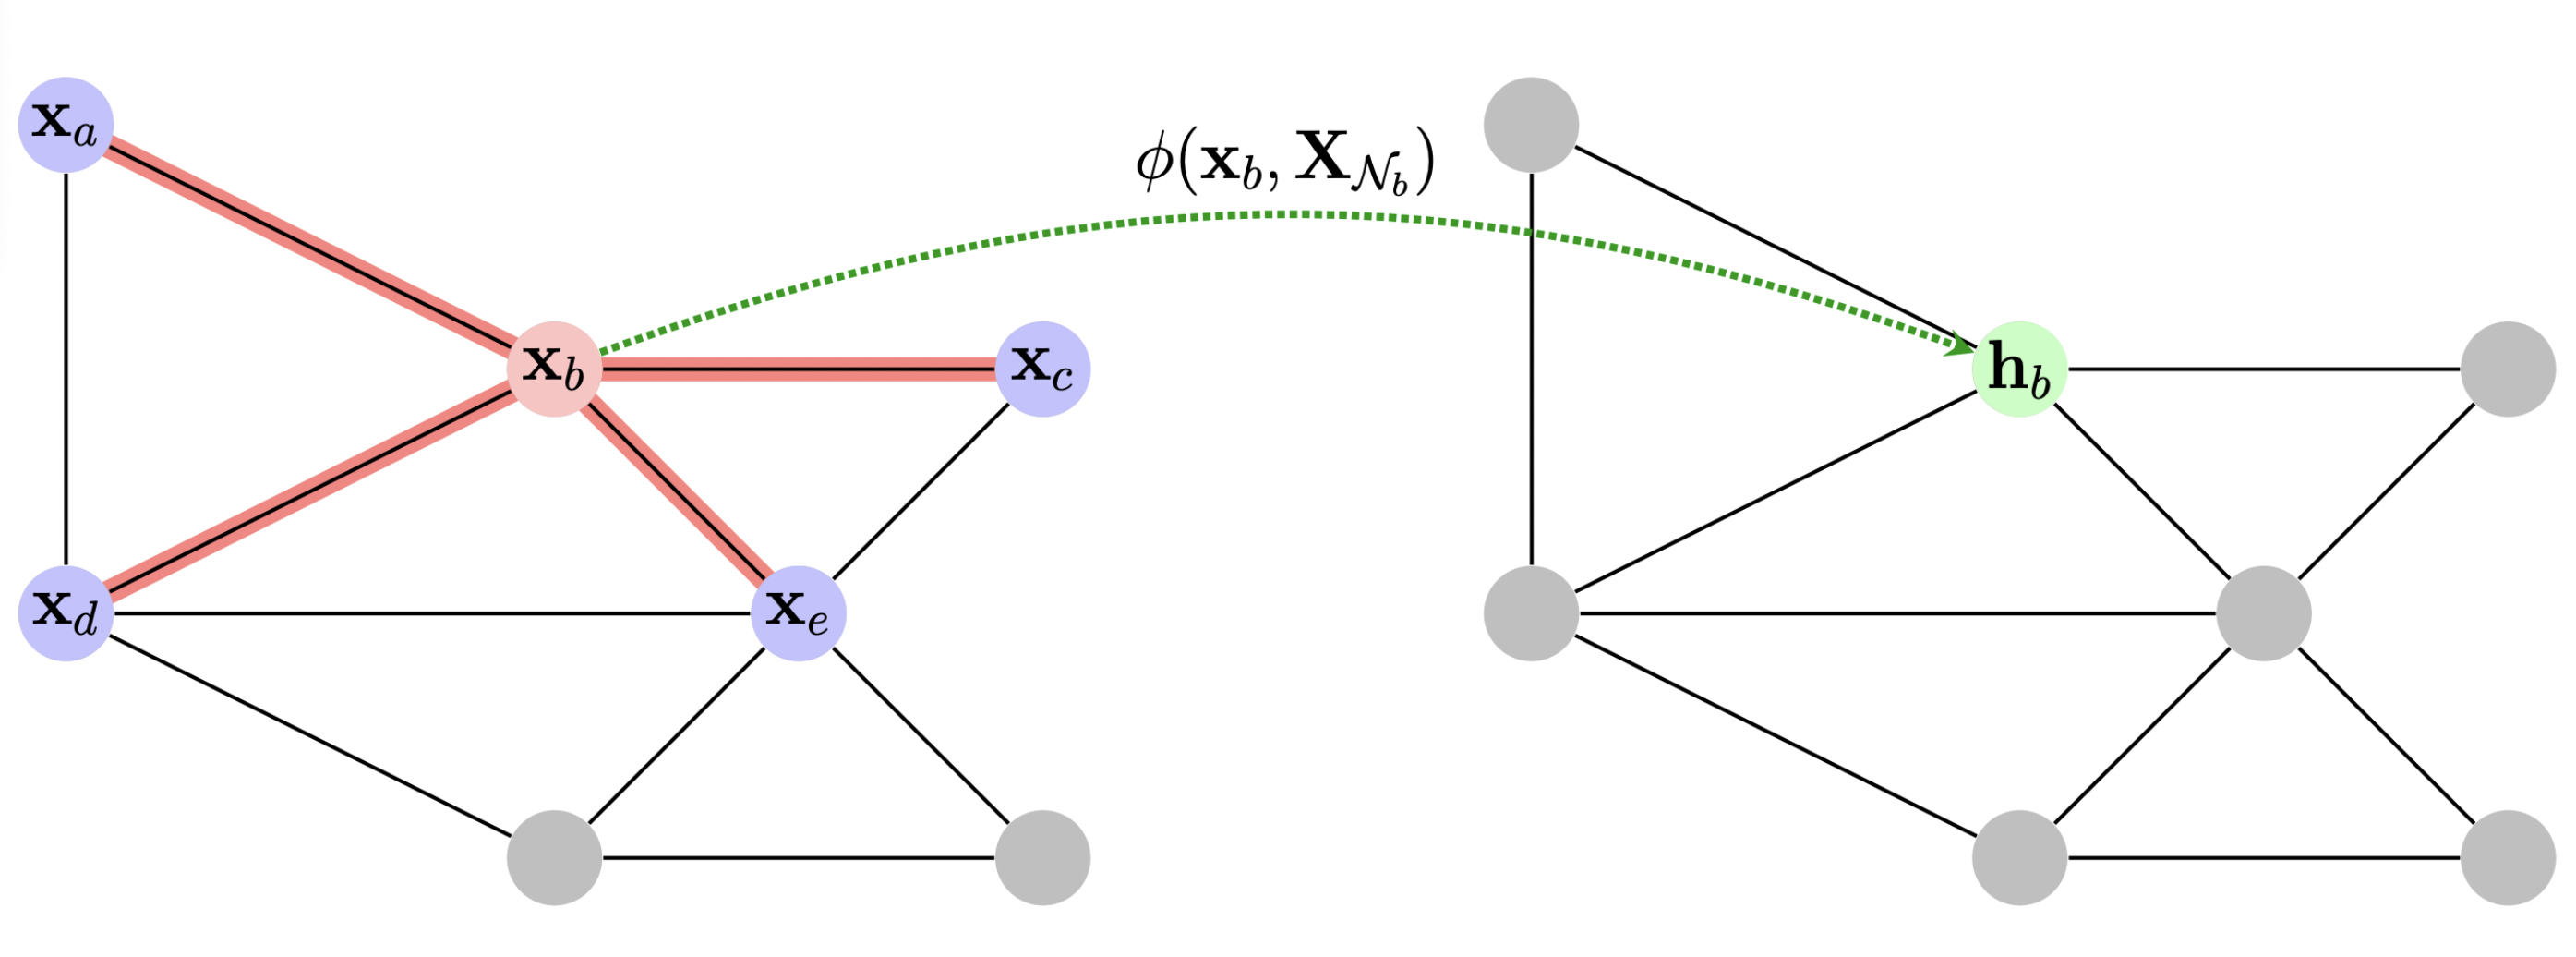 x_a
ϕ(x_b, X_{𝒩_b})
x_b
x_c
h_b
x_d
x_e